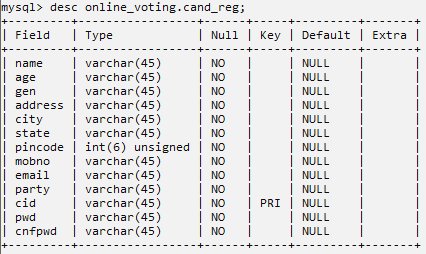 mysql> desc online_voting.cand_reg;
+----------+-----------------+------+-----+---------+-------+
| Field    | Type            | Null | Key | Default | Extra |
+----------+-----------------+------+-----+---------+-------+
| name     | varchar(45)     | NO   |     | NULL    |       |
| age      | varchar(45)     | NO   |     | NULL    |       |
| gen      | varchar(45)     | NO   |     | NULL    |       |
| address  | varchar(45)     | NO   |     | NULL    |       |
| city     | varchar(45)     | NO   |     | NULL    |       |
| state    | varchar(45)     | NO   |     | NULL    |       |
| pincode  | int(6) unsigned | NO   |     | NULL    |       |
| mobno    | varchar(45)     | NO   |     | NULL    |       |
| email    | varchar(45)     | NO   |     | NULL    |       |
| party    | varchar(45)     | NO   |     | NULL    |       |
| cid      | varchar(45)     | NO   | PRI | NULL    |       |
| pwd      | varchar(45)     | NO   |     | NULL    |       |
| cnfpwd   | varchar(45)     | NO   |     | NULL    |       |
+----------+-----------------+------+-----+---------+-------+